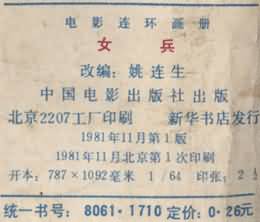 电影连环画册
女兵
改编：姚连生
中国电影出版社出版
北京2207工厂印刷 新华书店发行
1981年11月第1版
1981年11月北京第1次印刷
开本：787×1092毫米 1/64 印张：2
统一书号：8061·1710 定价：0·26元